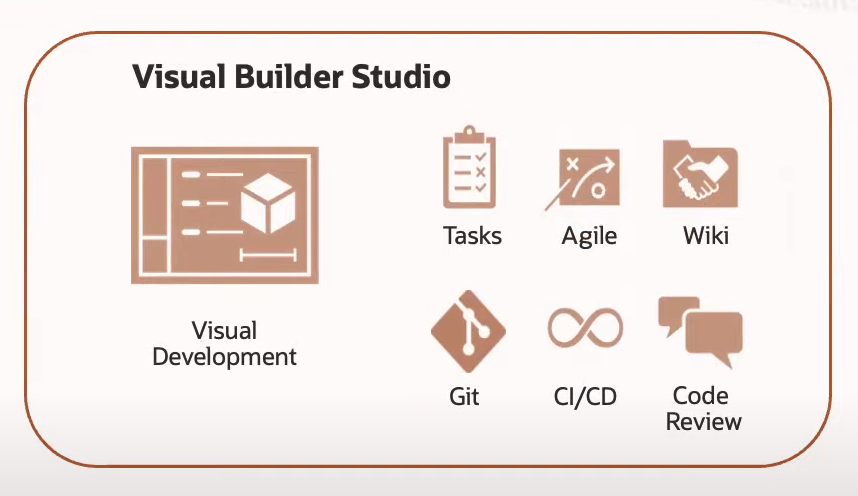 Visual Builder Studio
Visual
Development
Tasks
Agile
Wiki
Git
CI/CD
Code
Review